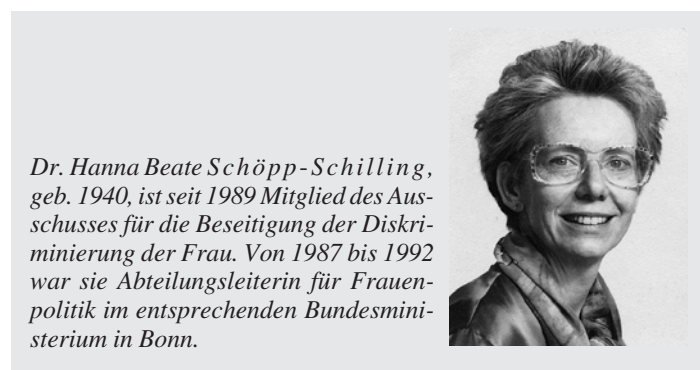 Dr. Hanna Beate Schöpp-Schilling,
geb. 1940, ist seit 1989 Mitglied des Aus-
schusses für die Beseitigung der Diskri-
minierung der Frau. Von 1987 bis 1992
war sie Abteilungsleiterin für Frauen-
politik im entsprechenden Bundesmini-
sterium in Bonn.